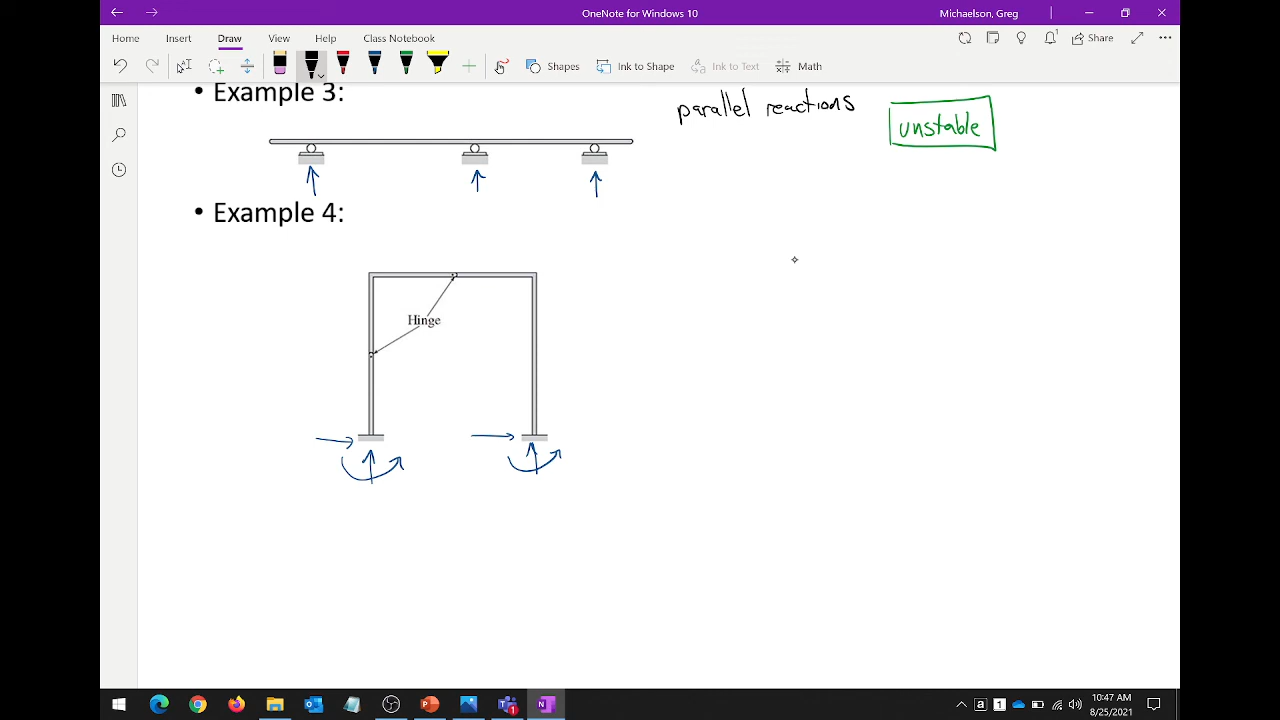 OneNote for Windows 10
Michaelson, Greg
Home Insert Draw View Help Class Notebook
Share
Shapes Ink to Shape Ink to Text Math
• Example 3:
parallel reactions
unstable
• Example 4:
Hinge
10:47 AM
8/25/2021